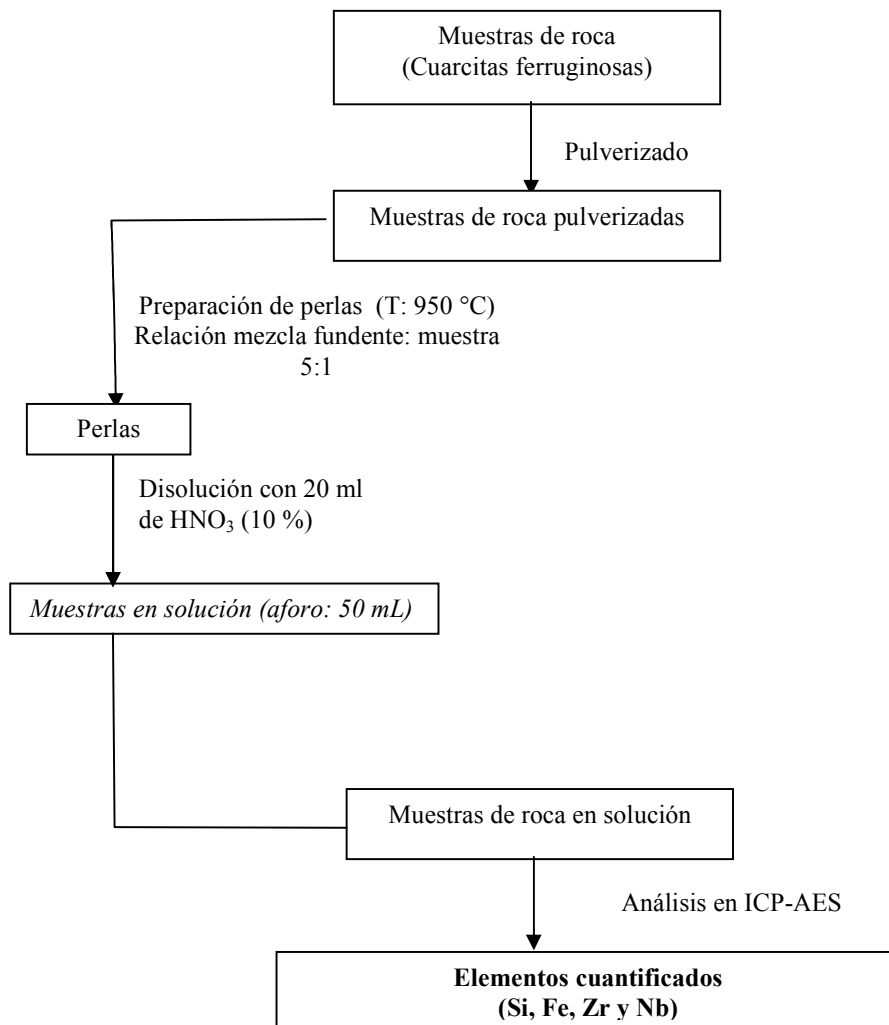 Muestras de roca
(Cuarcitas ferruginosas)
Pulverizado
Muestras de roca pulverizadas
Preparación de perlas (T: 950 °C)
Relación mezcla fundente: muestra
5:1
Perlas
Disolución con 20 ml
de HNO₃ (10 %)
Muestras en solución (aforo: 50 mL)
Muestras de roca en solución
Análisis en ICP-AES
Elementos cuantificados
(Si, Fe, Zr y Nb)